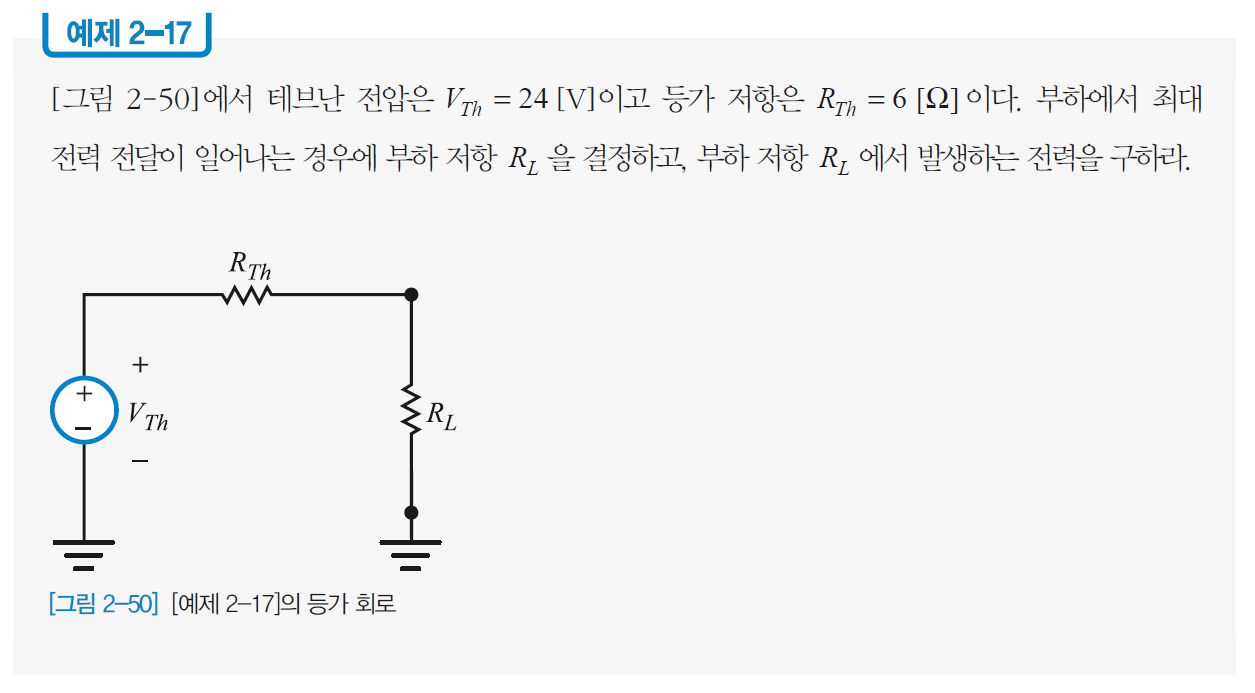 예제 2-17
[그림 2-50]에서 테브난 전압은 V_Th = 24 [V]이고 등가 저항은 R_Th = 6 [Ω]이다. 부하에서 최대
전력 전달이 일어나는 경우에 부하 저항 R_L 을 결정하고, 부하 저항 R_L 에서 발생하는 전력을 구하라.
R_Th
+
+
V_Th
R_L
−
−
[그림 2-50] [예제 2-17]의 등가 회로